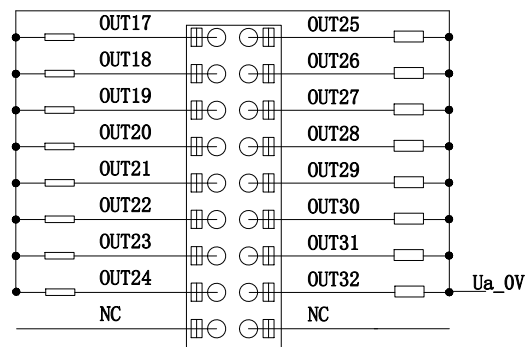 OUT17 OUT25
OUT18 OUT26
OUT19 OUT27
OUT20 OUT28
OUT21 OUT29
OUT22 OUT30
OUT23 OUT31
OUT24 OUT32
Ua_0V
NC NC